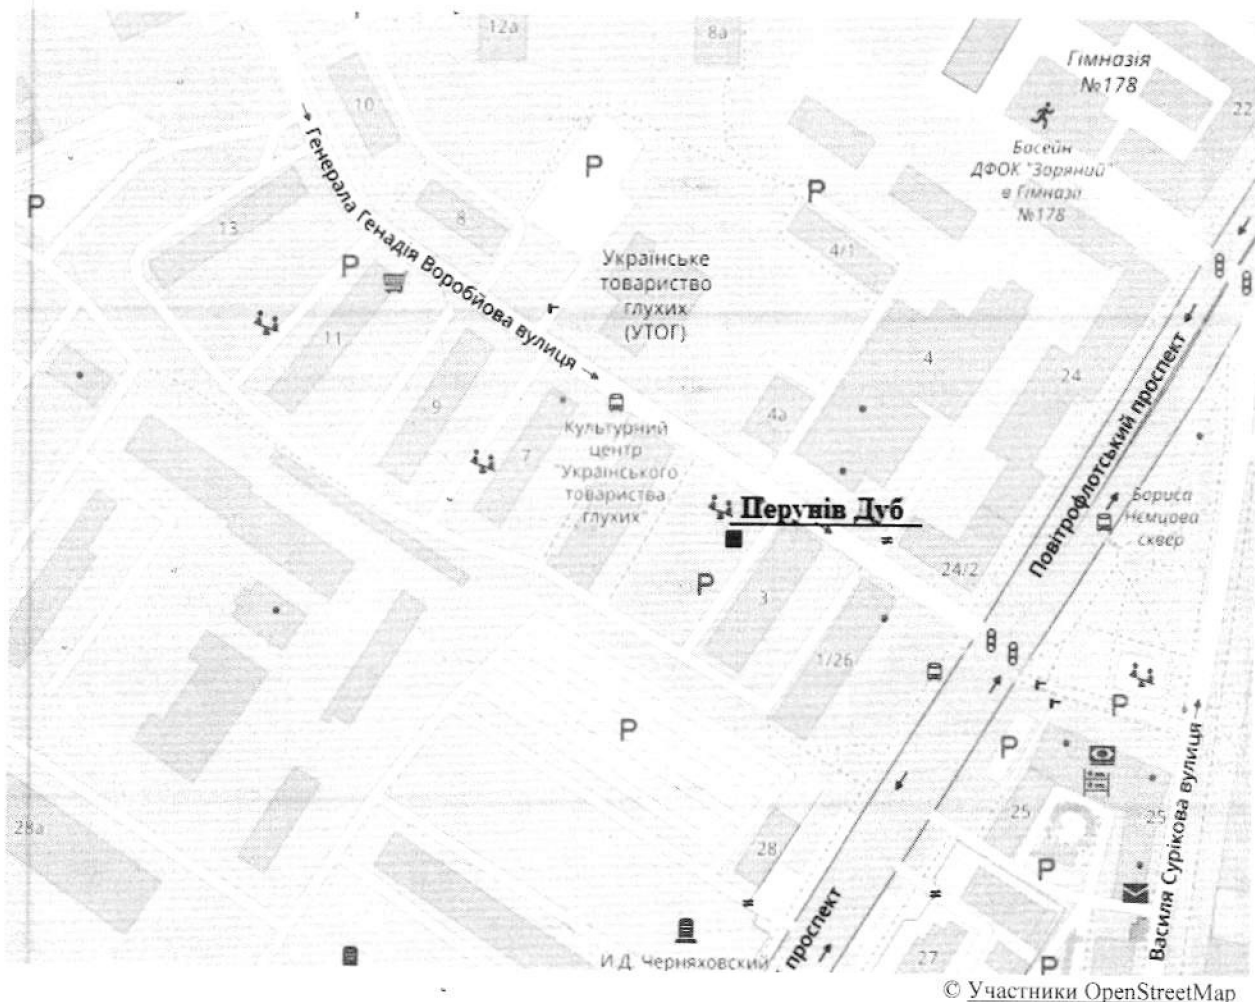 12а
8а
Гімназія
№178
22
10
Басейн
ДФОК "Зоряний"
в Гімназі
№178
Генерала Генадія Воробйова вулиця
P
P
P
13
8
4/1
P
Українське
товариство
глухих
(УТОГ)
11
4
24
Повітрофлотський проспект
9
4а
7
Культурний
центр
"Українського
товариства
глухих"
Перунів Дуб
Бориса
Нємцова
сквер
24/2
P
3
1/26
P
P
P
28а
25
25
Василя Сурікова вулиця
28
P
проспект
27
P
И.Д. Черняховский
© Участники OpenStreetMap